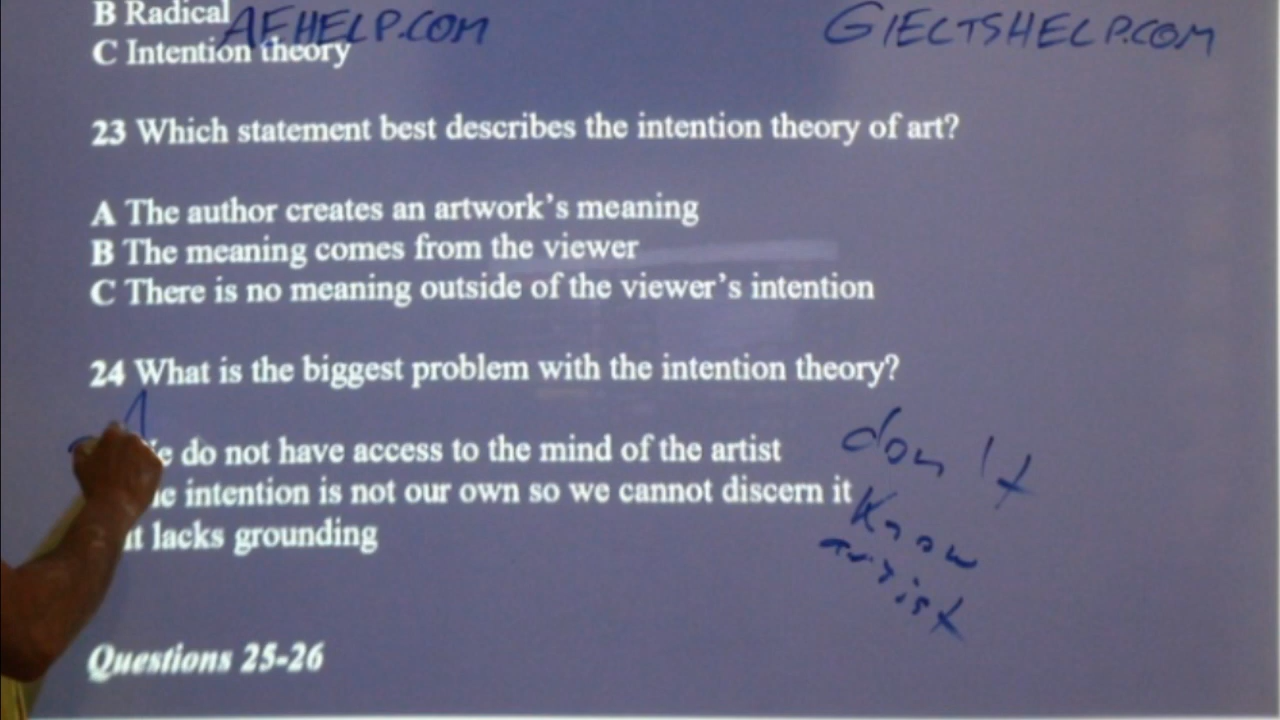 B Radical AEHELP.COM GIELTSHELP.COM
C Intention theory
23 Which statement best describes the intention theory of art?
A The author creates an artwork's meaning
B The meaning comes from the viewer
C There is no meaning outside of the viewer's intention
24 What is the biggest problem with the intention theory?
do not have access to the mind of the artist
intention is not our own so we cannot discern it
lacks grounding
don't
know
artist
Questions 25-26